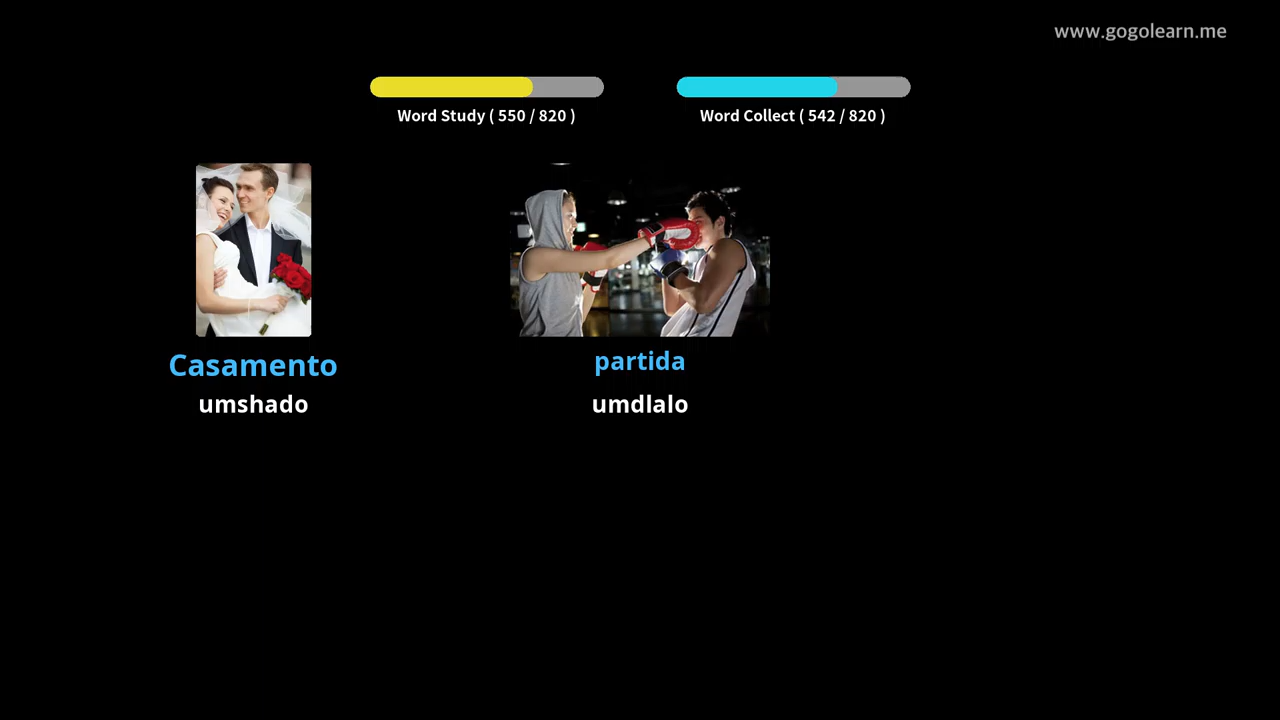 www.gogolearn.me
Word Study ( 550 / 820 )
Word Collect ( 542 / 820 )
Casamento
umshado
partida
umdlalo